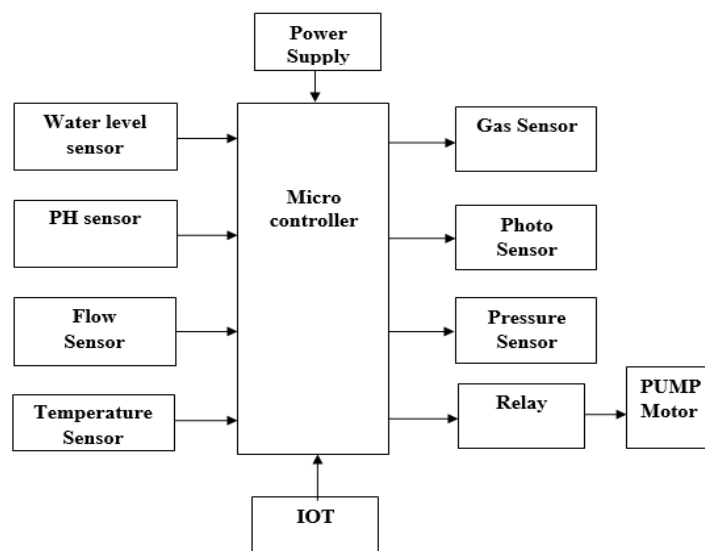 Power
Supply
Water level
sensor
PH sensor
Flow
Sensor
Temperature
Sensor
Micro
controller
Gas Sensor
Photo
Sensor
Pressure
Sensor
Relay
PUMP
Motor
IOT